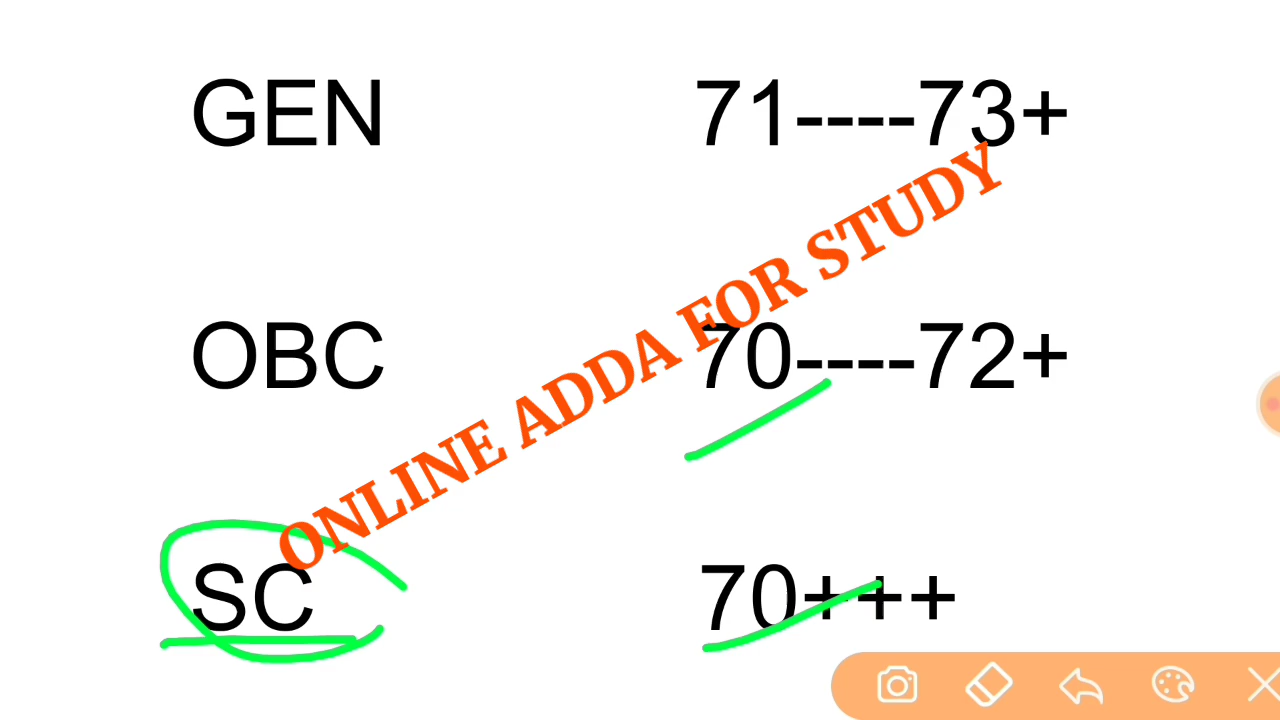 GEN 71----73+
ONLINE ADDA FOR STUDY
OBC 70----72+
SC 70+++